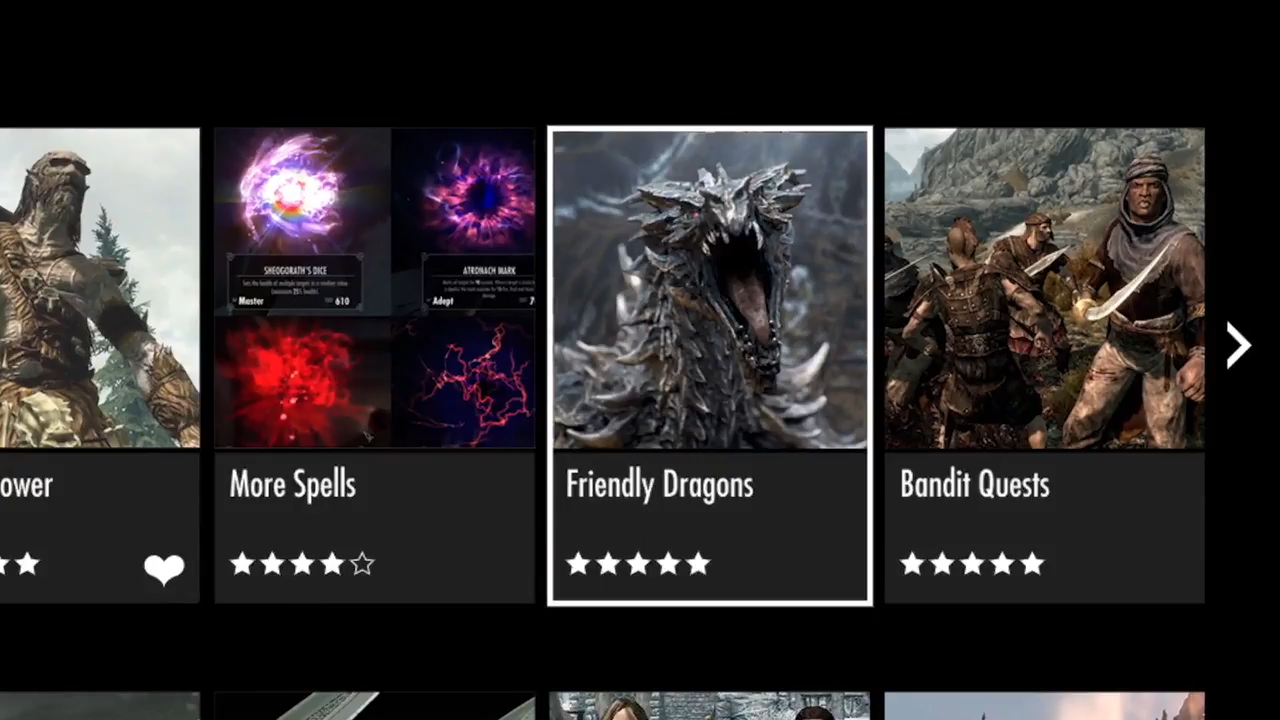 SHEOGORATH'S DICE
Master
610
ATRONACH MARK
Adept
ower
More Spells
Friendly Dragons
Bandit Quests